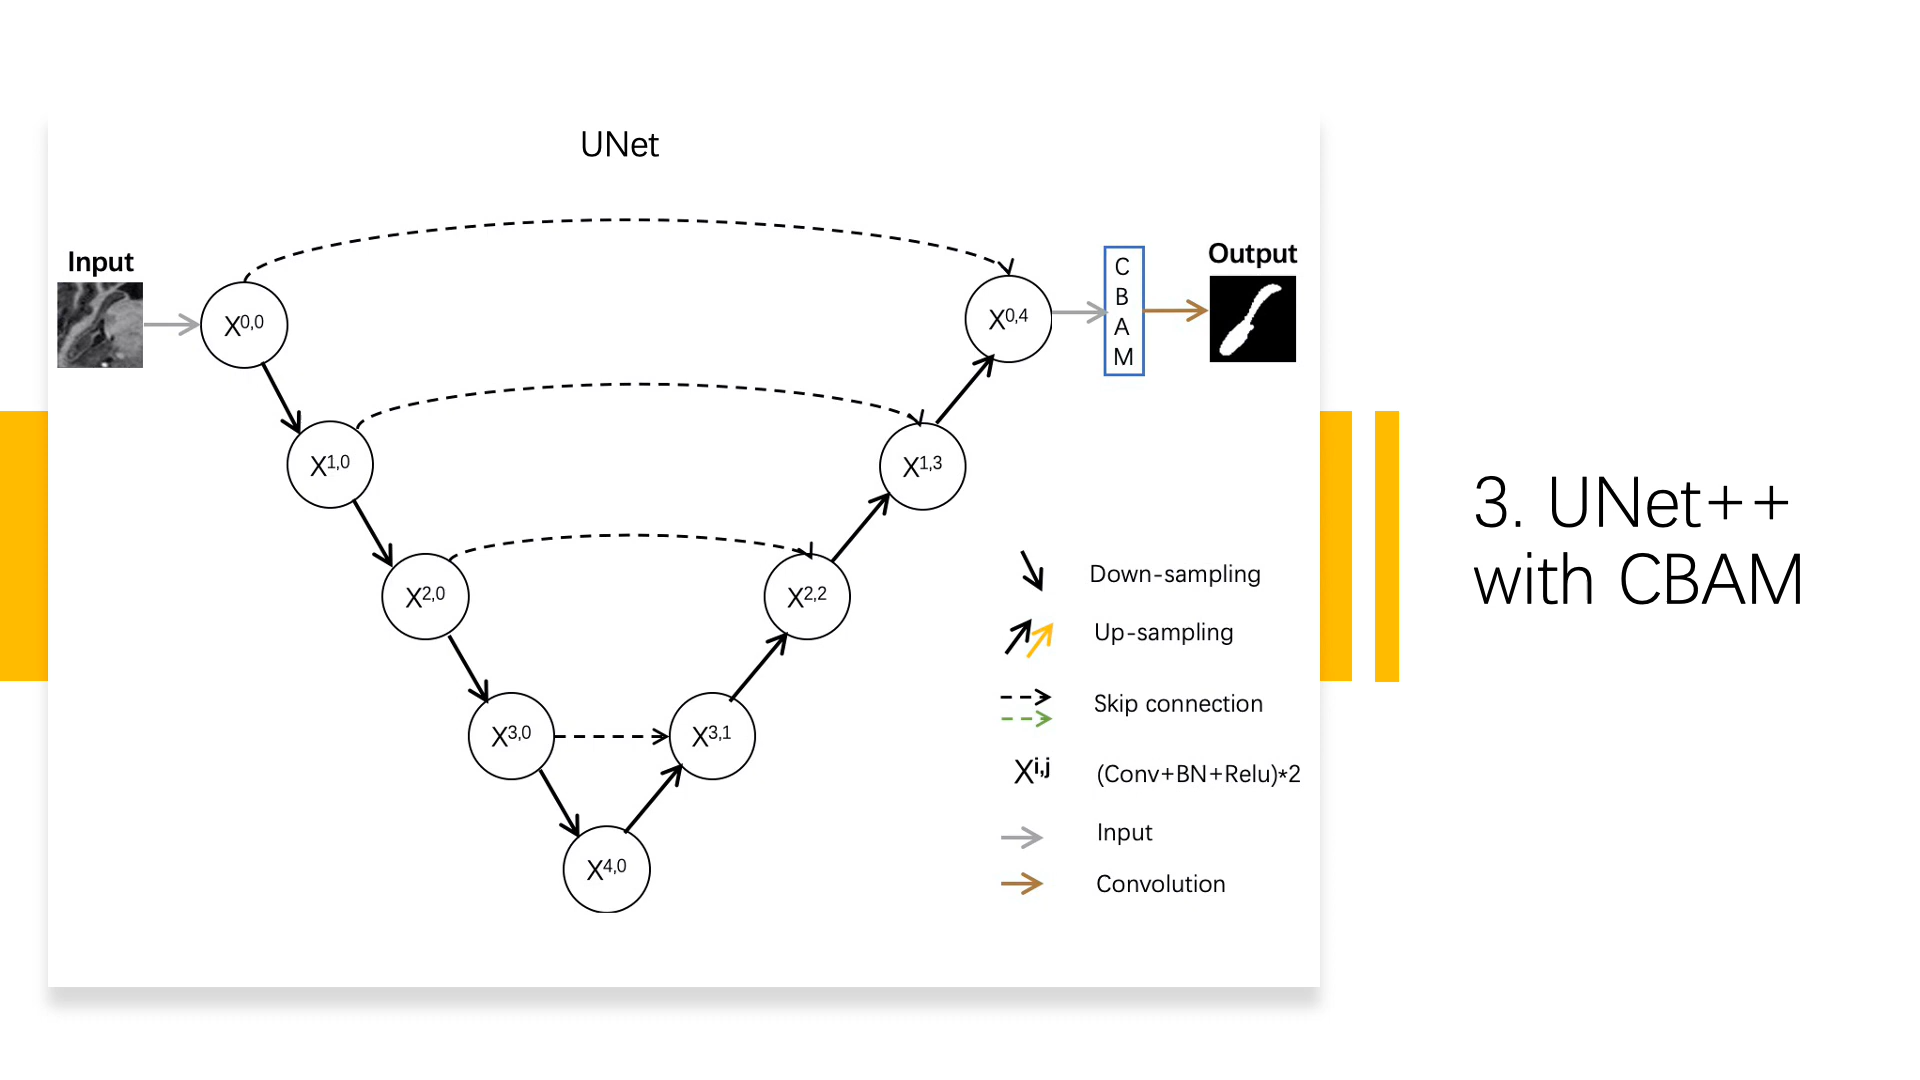 UNet
Input
Output
X0,0
X0,4
C
B
A
M
X1,0
X1,3
X2,0
X2,2
X3,0
X3,1
X4,0
Down-sampling
Up-sampling
Skip connection
Xi,j (Conv+BN+Relu)*2
Input
Convolution
3. UNet++
with CBAM